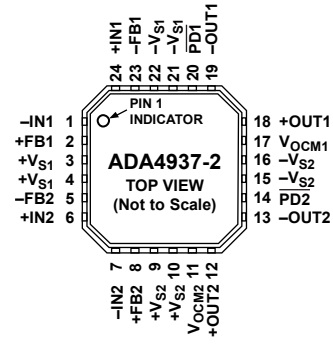 24 +IN1
23 –FB1
22 –VS1
21 –VS1
20 PD1
19 –OUT1
–IN1 1
+FB1 2
+VS1 3
+VS1 4
–FB2 5
+IN2 6
PIN 1
INDICATOR
ADA4937-2
TOP VIEW
(Not to Scale)
18 +OUT1
17 VOCM1
16 –VS2
15 –VS2
14 PD2
13 –OUT2
–IN2 7
+FB2 8
+VS2 9
+VS2 10
VOCM2 11
+OUT2 12